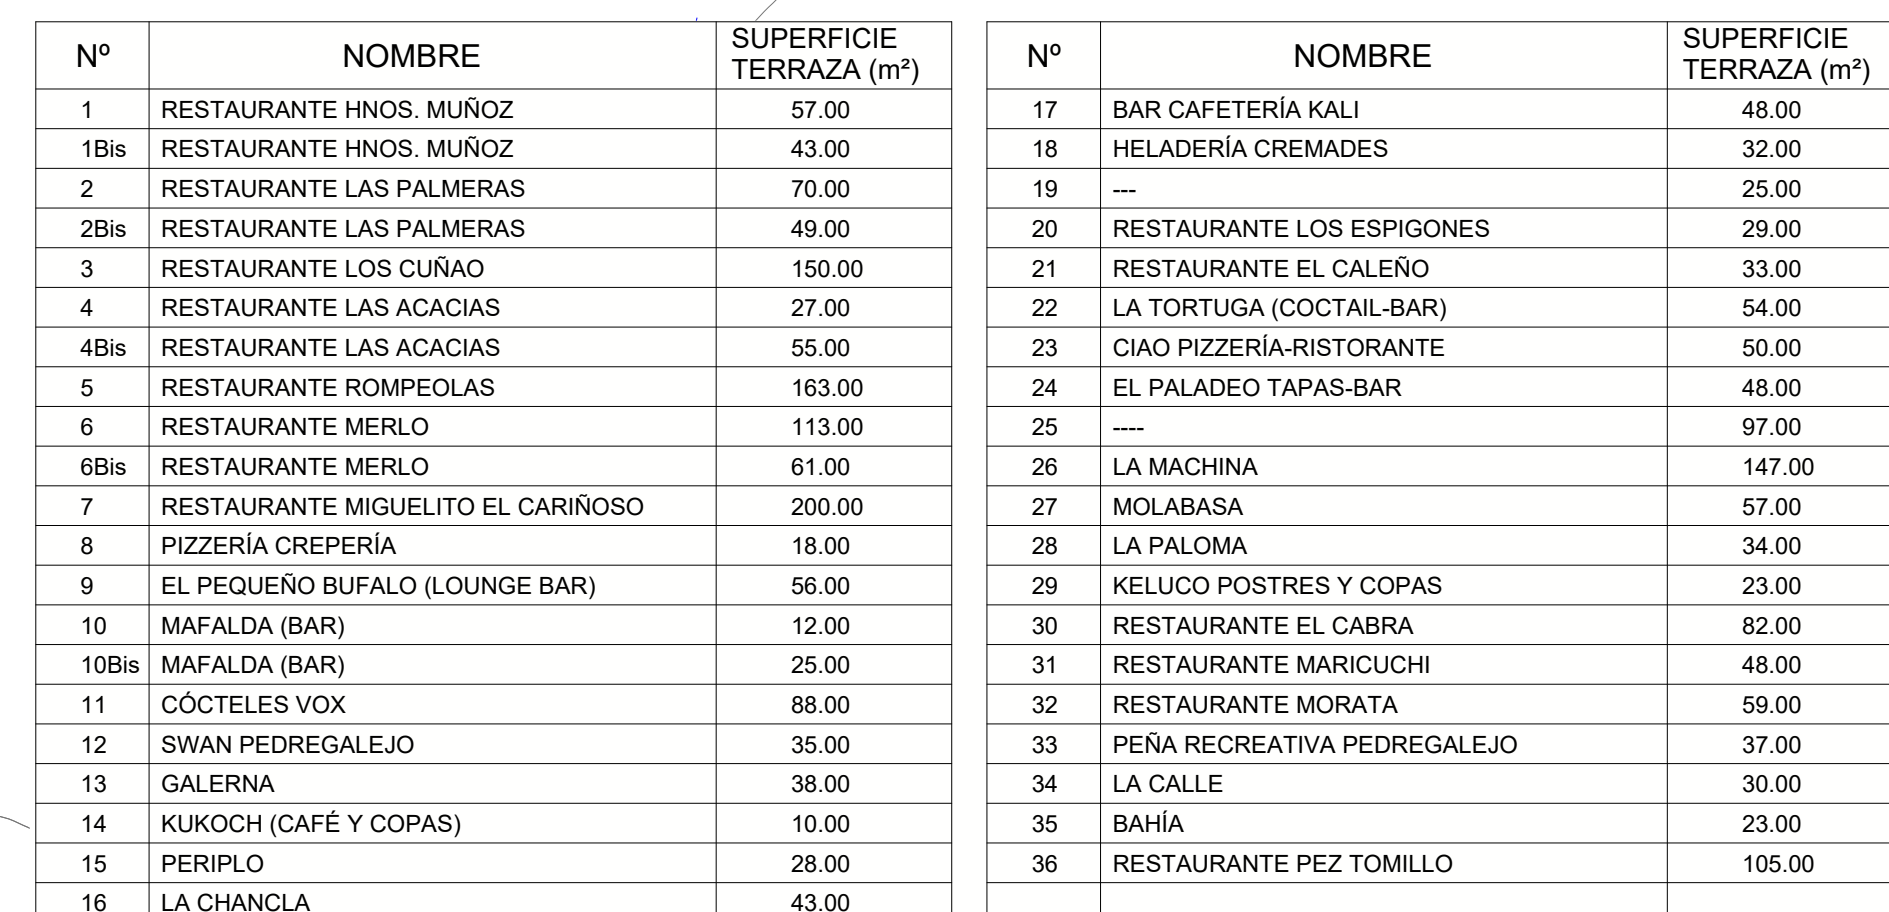 Nº NOMBRE SUPERFICIE TERRAZA (m²)
1 RESTAURANTE HNOS. MUÑOZ 57.00
1Bis RESTAURANTE HNOS. MUÑOZ 43.00
2 RESTAURANTE LAS PALMERAS 70.00
2Bis RESTAURANTE LAS PALMERAS 49.00
3 RESTAURANTE LOS CUÑAO 150.00
4 RESTAURANTE LAS ACACIAS 27.00
4Bis RESTAURANTE LAS ACACIAS 55.00
5 RESTAURANTE ROMPEOLAS 163.00
6 RESTAURANTE MERLO 113.00
6Bis RESTAURANTE MERLO 61.00
7 RESTAURANTE MIGUELITO EL CARIÑOSO 200.00
8 PIZZERÍA CREPERÍA 18.00
9 EL PEQUEÑO BUFALO (LOUNGE BAR) 56.00
10 MAFALDA (BAR) 12.00
10Bis MAFALDA (BAR) 25.00
11 CÓCTELES VOX 88.00
12 SWAN PEDREGALEJO 35.00
13 GALERNA 38.00
14 KUKOCH (CAFÉ Y COPAS) 10.00
15 PERIPLO 28.00
16 LA CHANCLA 43.00
Nº NOMBRE SUPERFICIE TERRAZA (m²)
17 BAR CAFETERÍA KALI 48.00
18 HELADERÍA CREMADES 32.00
19 --- 25.00
20 RESTAURANTE LOS ESPIGONES 29.00
21 RESTAURANTE EL CALEÑO 33.00
22 LA TORTUGA (COCTAIL-BAR) 54.00
23 CIAO PIZZERÍA-RISTORANTE 50.00
24 EL PALADEO TAPAS-BAR 48.00
25 ---- 97.00
26 LA MACHINA 147.00
27 MOLABASA 57.00
28 LA PALOMA 34.00
29 KELUCO POSTRES Y COPAS 23.00
30 RESTAURANTE EL CABRA 82.00
31 RESTAURANTE MARICUCHI 48.00
32 RESTAURANTE MORATA 59.00
33 PEÑA RECREATIVA PEDREGALEJO 37.00
34 LA CALLE 30.00
35 BAHÍA 23.00
36 RESTAURANTE PEZ TOMILLO 105.00